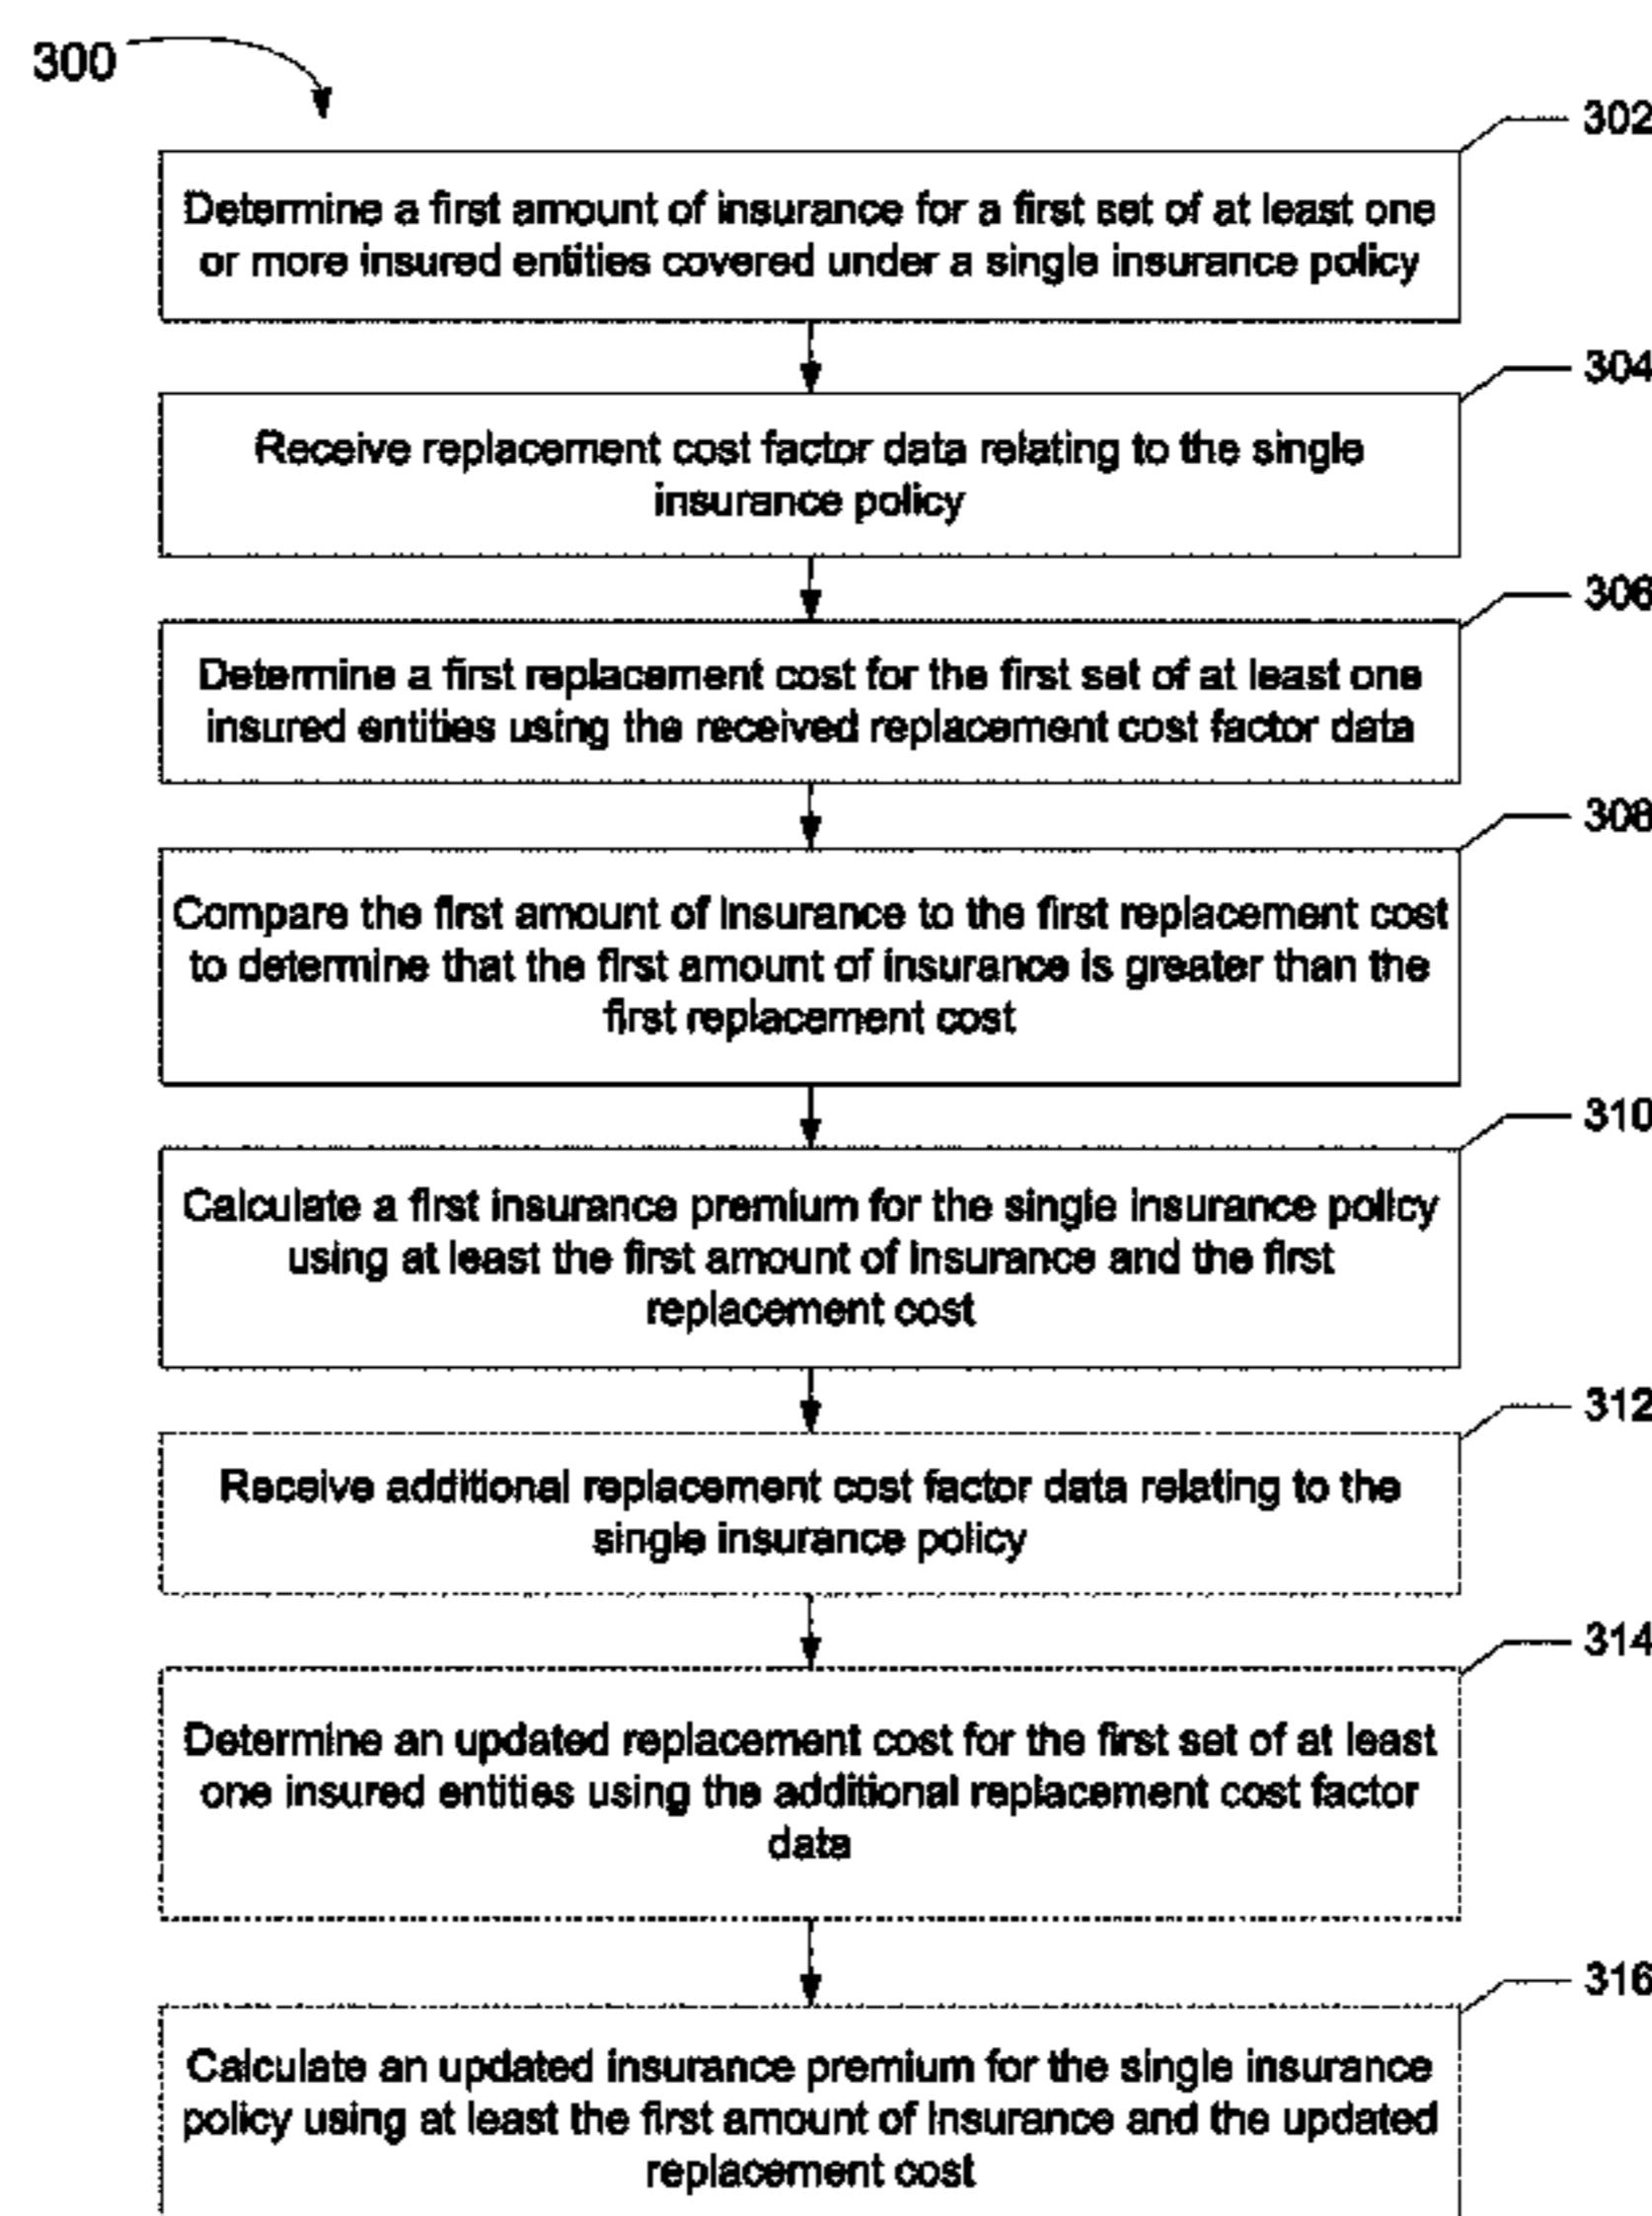 300
302
Determine a first amount of insurance for a first set of at least one
or more insured entities covered under a single insurance policy
304
Receive replacement cost factor data relating to the single
insurance policy
306
Determine a first replacement cost for the first set of at least one
insured entities using the received replacement cost factor data
308
Compare the first amount of insurance to the first replacement cost
to determine that the first amount of insurance is greater than the
first replacement cost
310
Calculate a first insurance premium for the single insurance policy
using at least the first amount of insurance and the first
replacement cost
312
Receive additional replacement cost factor data relating to the
single insurance policy
314
Determine an updated replacement cost for the first set of at least
one insured entities using the additional replacement cost factor
data
316
Calculate an updated insurance premium for the single insurance
policy using at least the first amount of insurance and the updated
replacement cost